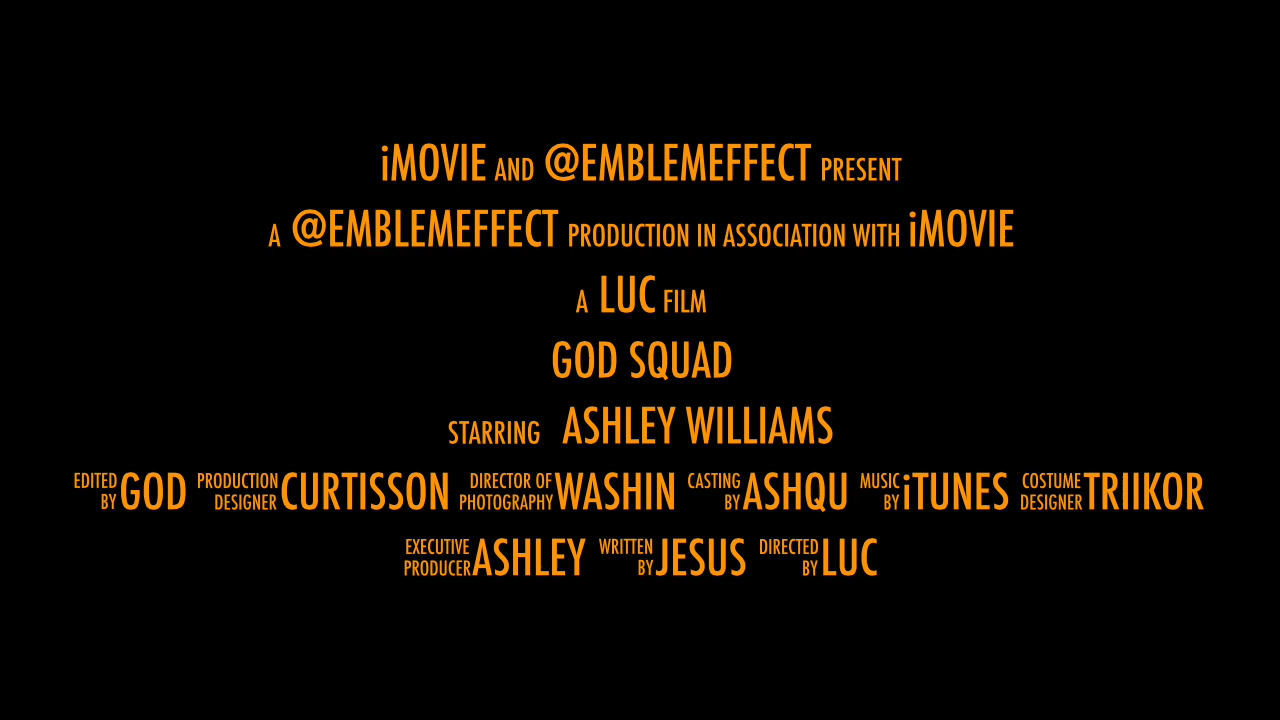 iMOVIE AND @EMBLEMEFFECT PRESENT
A @EMBLEMEFFECT PRODUCTION IN ASSOCIATION WITH iMOVIE
A LUC FILM
GOD SQUAD
STARRING ASHLEY WILLIAMS
EDITED BY GOD PRODUCTION DESIGNER CURTISSON DIRECTOR OF PHOTOGRAPHY WASHIN CASTING BY ASHQU MUSIC BY iTUNES COSTUME DESIGNER TRIIKOR
EXECUTIVE PRODUCER ASHLEY WRITTEN BY JESUS DIRECTED BY LUC